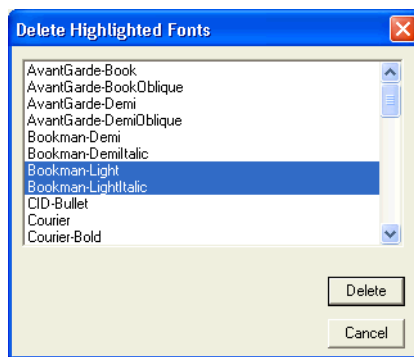 Delete Highlighted Fonts
AvantGarde-Book
AvantGarde-BookOblique
AvantGarde-Demi
AvantGarde-DemiOblique
Bookman-Demi
Bookman-DemiItalic
Bookman-Light
Bookman-LightItalic
CID-Bullet
Courier
Courier-Bold
Delete
Cancel